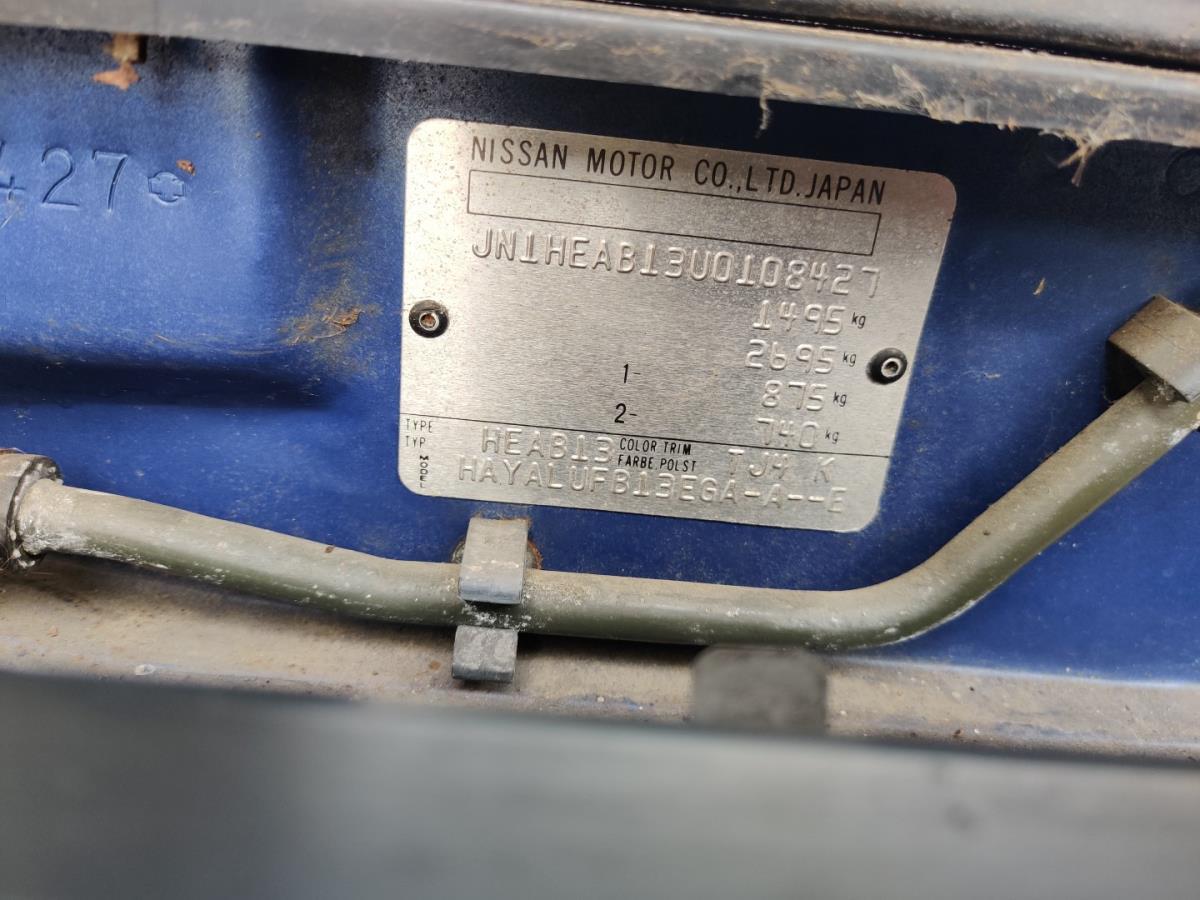 427
NISSAN MOTOR CO.,LTD.JAPAN
JN1HEAB13U0108427
1495 kg
2695 kg
1- 875 kg
2- 740 kg
TYPE
TYP. HEAB13 COLOR TRIM
FARBE.POLST TJ4 K
MODEL HAYALUFB13EGA-A--E